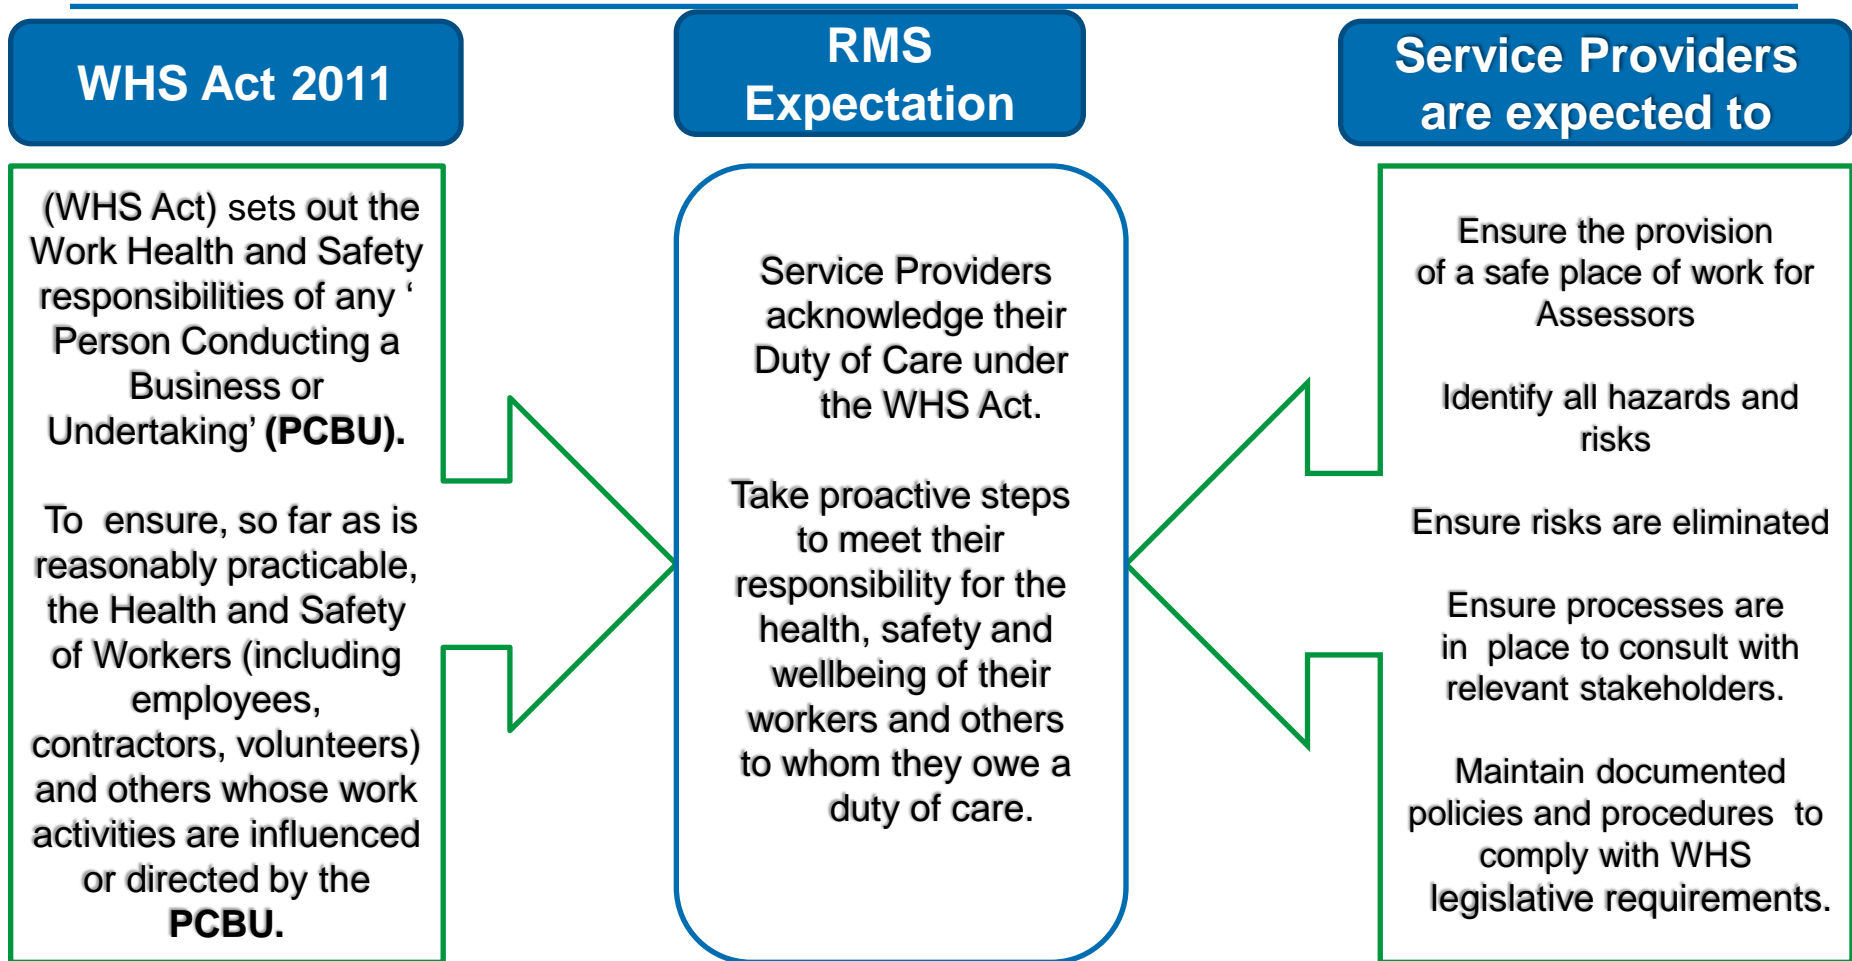 WHS Act 2011
(WHS Act) sets out the
Work Health and Safety
responsibilities of any ‘
Person Conducting a
Business or
Undertaking’ (PCBU).
To  ensure, so far as is
reasonably practicable,
the Health and Safety
of Workers (including
employees,
contractors, volunteers)
and others whose work
activities are influenced
or directed by the
PCBU.
RMS
Expectation
Service Providers
acknowledge their
Duty of Care under
the WHS Act.
Take proactive steps
to meet their
responsibility for the
health, safety and
wellbeing of their
workers and others
to whom they owe a
duty of care.
Service Providers
are expected to
Ensure the provision
of a safe place of work for
Assessors
Identify all hazards and
risks
Ensure risks are eliminated
Ensure processes are
in  place to consult with
relevant stakeholders.
Maintain documented
policies and procedures  to
comply with WHS
legislative requirements.